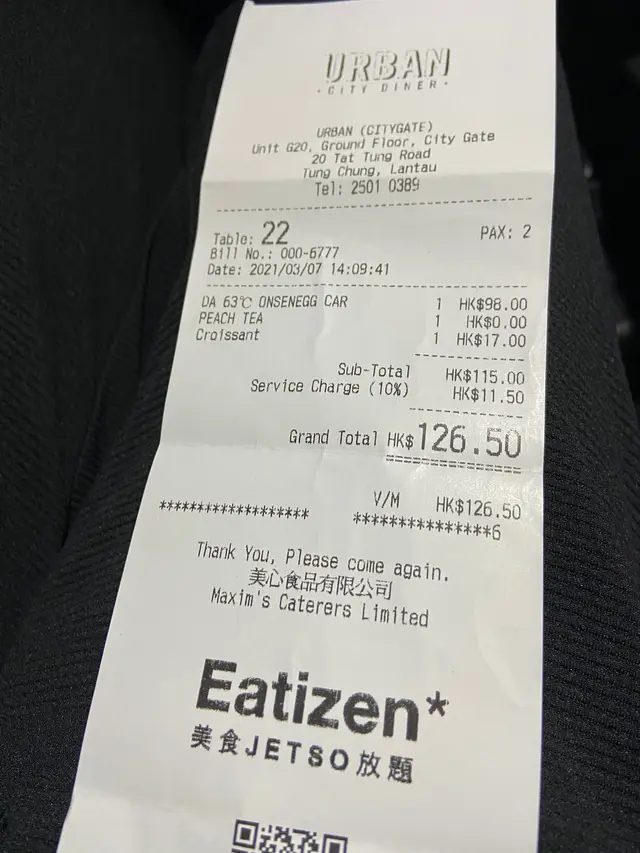 URBAN
· CITY DINER ·
URBAN (CITYGATE)
Unit G20, Ground Floor, City Gate
20 Tat Tung Road
Tung Chung, Lantau
Tel: 2501 0389
Table: 22 PAX: 2
Bill No.: 000-6777
Date: 2021/03/07 14:09:41
DA 63℃ ONSENEGG CAR 1 HK$98.00
PEACH TEA 1 HK$0.00
Croissant 1 HK$17.00
Sub-Total HK$115.00
Service Charge (10%) HK$11.50
Grand Total HK$126.50
V/M HK$126.50
******************* ***************6
Thank You, Please come again.
美心食品有限公司
Maxim's Caterers Limited
Eatizen*
美食JETSO放題